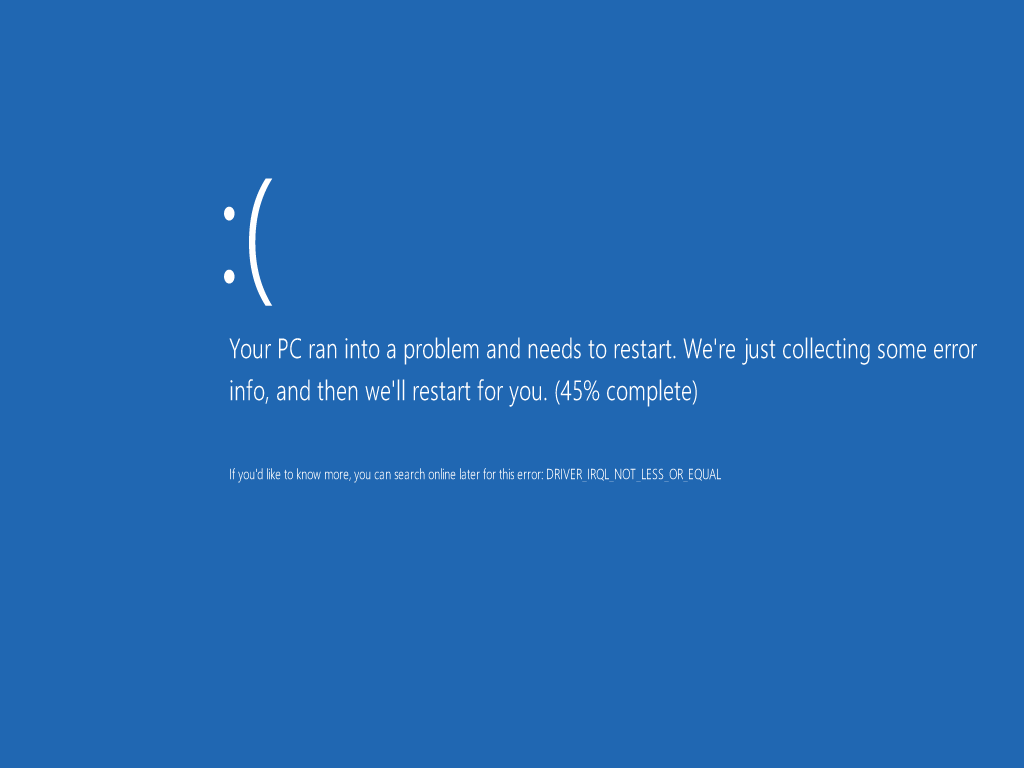 :(
Your PC ran into a problem and needs to restart. We're just collecting some error
info, and then we'll restart for you. (45% complete)
If you'd like to know more, you can search online later for this error: DRIVER_IRQL_NOT_LESS_OR_EQUAL